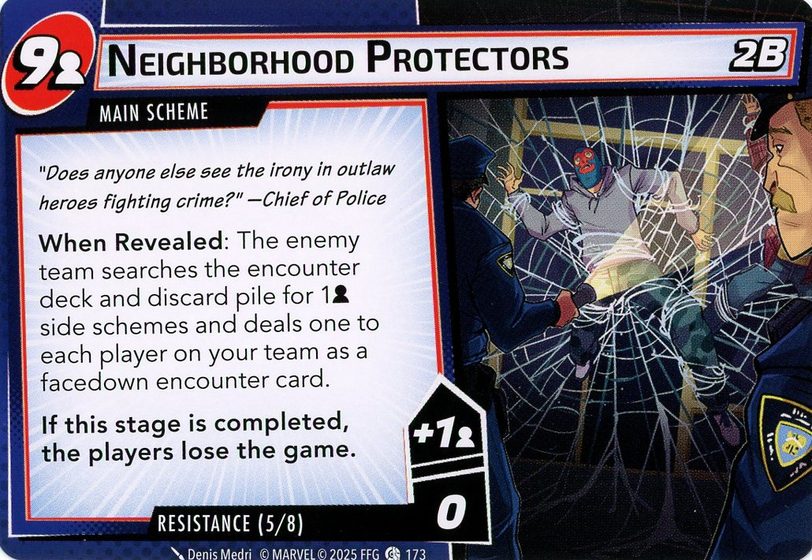 9
NEIGHBORHOOD PROTECTORS
2B
MAIN SCHEME
"Does anyone else see the irony in outlaw
heroes fighting crime?" —Chief of Police
When Revealed: The enemy
team searches the encounter
deck and discard pile for 1
side schemes and deals one to
each player on your team as a
facedown encounter card.
If this stage is completed,
the players lose the game.
+1
0
RESISTANCE (5/8)
Denis Medri © MARVEL © 2025 FFG 173